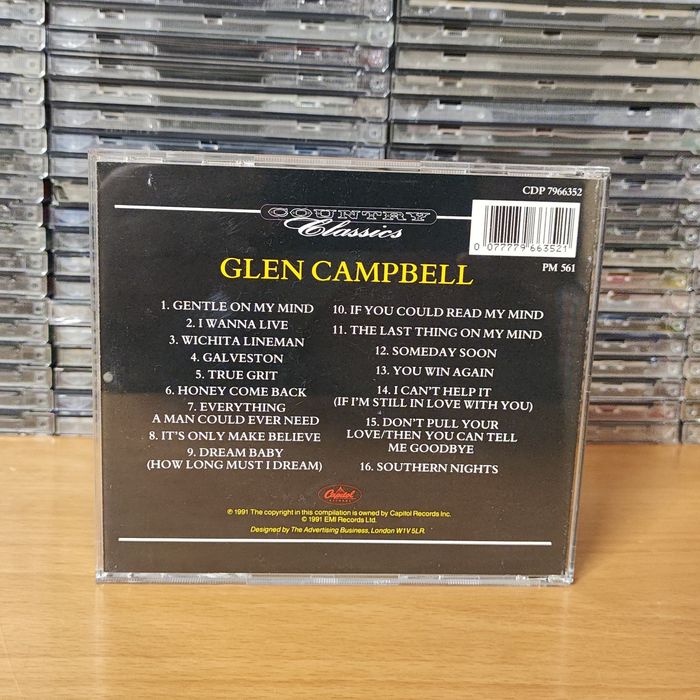 CDP 7966352
COUNTRY
Classics
0 077779 663521
PM 561
GLEN CAMPBELL
1. GENTLE ON MY MIND
2. I WANNA LIVE
3. WICHITA LINEMAN
4. GALVESTON
5. TRUE GRIT
6. HONEY COME BACK
7. EVERYTHING
A MAN COULD EVER NEED
8. IT'S ONLY MAKE BELIEVE
9. DREAM BABY
(HOW LONG MUST I DREAM)
10. IF YOU COULD READ MY MIND
11. THE LAST THING ON MY MIND
12. SOMEDAY SOON
13. YOU WIN AGAIN
14. I CAN'T HELP IT
(IF I'M STILL IN LOVE WITH YOU)
15. DON'T PULL YOUR
LOVE/THEN YOU CAN TELL
ME GOODBYE
16. SOUTHERN NIGHTS
Capitol
RECORDS
℗ 1991 The copyright in this compilation is owned by Capitol Records Inc.
© 1991 EMI Records Ltd.
Designed by The Advertising Business, London W1V 5LR.